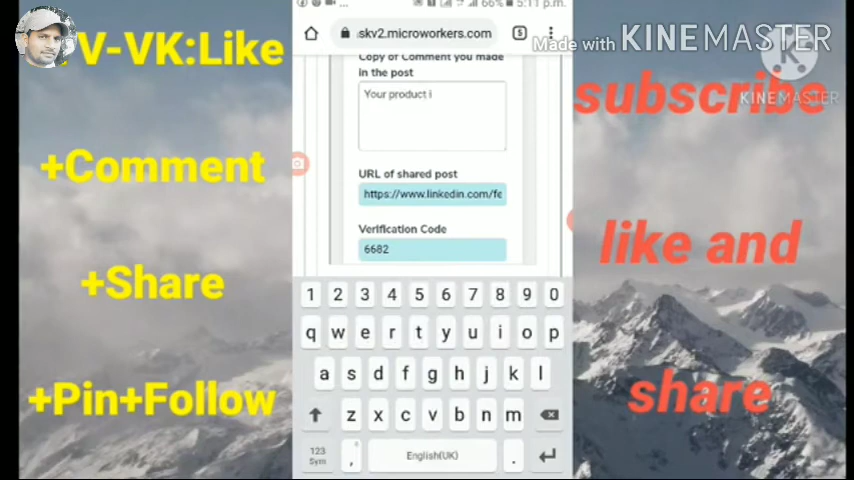 V-VK:Like
+Comment
+Share
+Pin+Follow
66% 5:11 p.m.
skv2.microworkers.com
Copy of Comment you made
in the post
Your product i
URL of shared post
https://www.linkedin.com/fe
Verification Code
6682
1 2 3 4 5 6 7 8 9 0
q w e r t y u i o p
a s d f g h j k l
z x c v b n m
123
Sym
,
English(UK)
.
Made with KINEMASTER
K
KINEMASTER
subscribe
like and
share